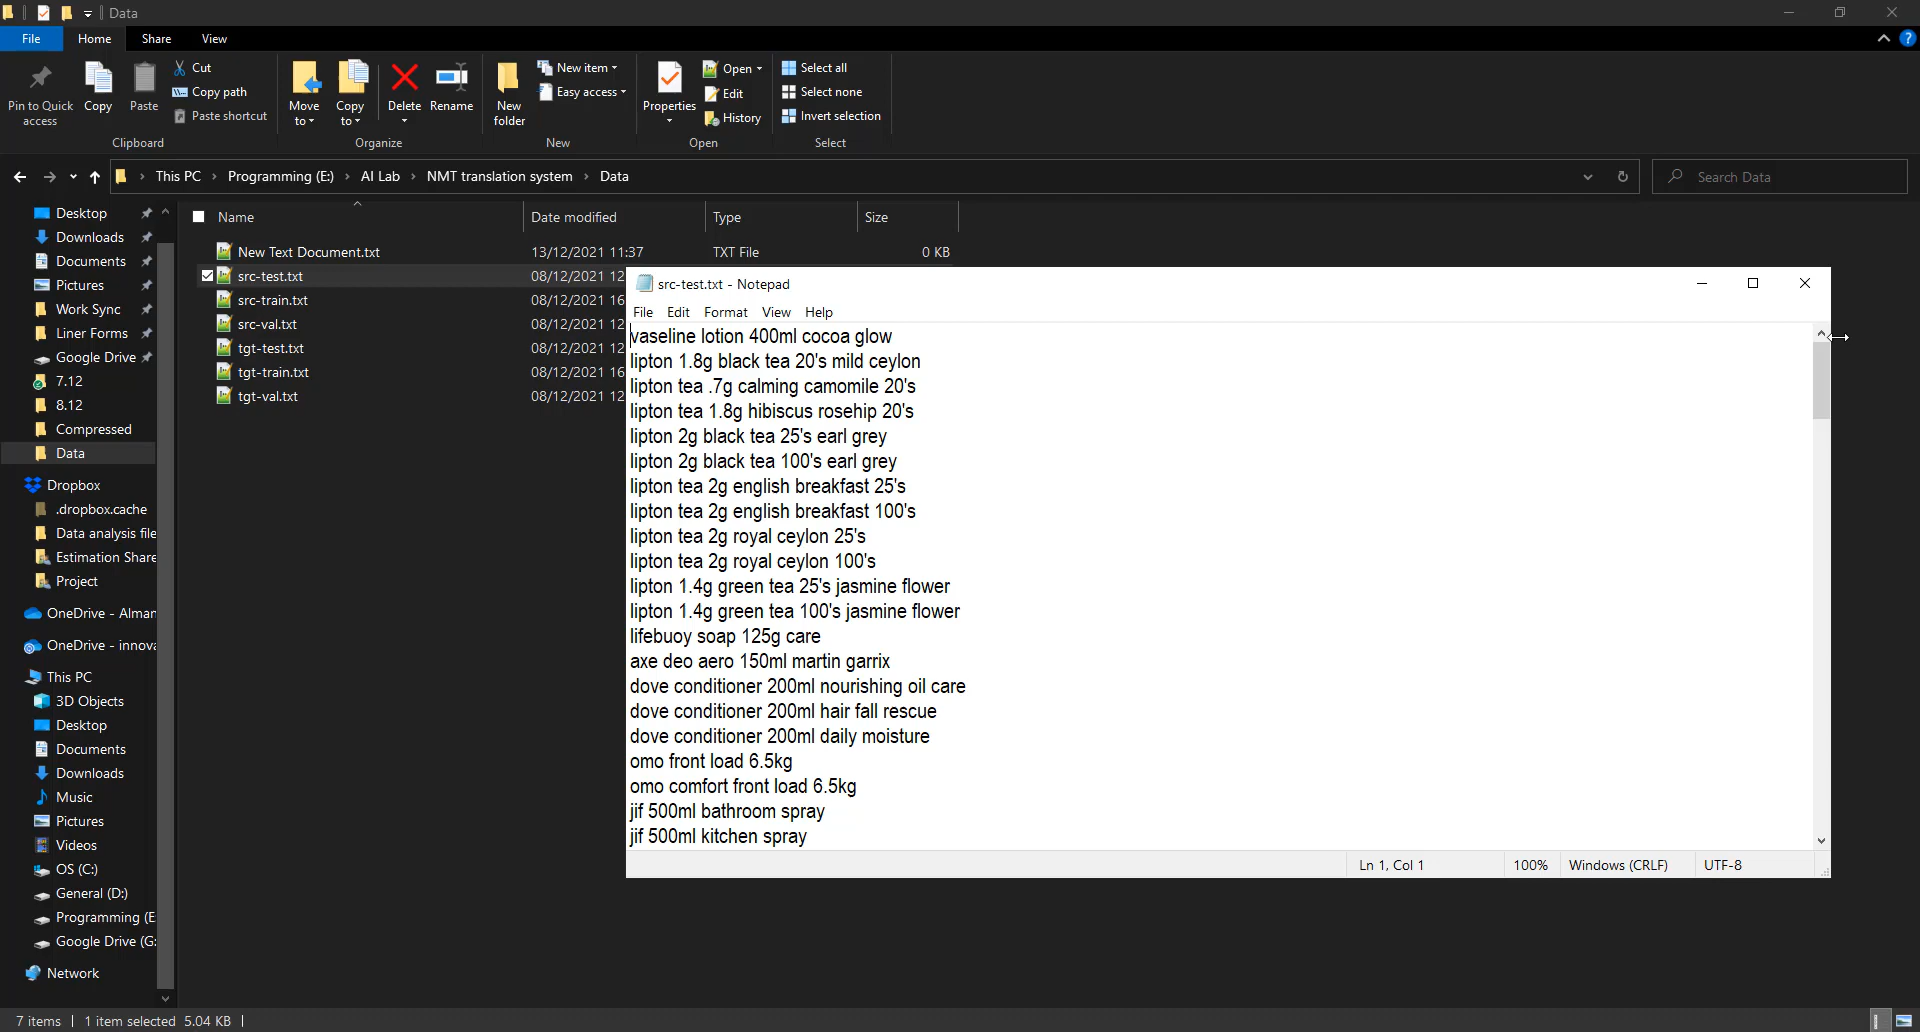 Data
File
Home
Share
View
Pin to Quick access
Copy
Paste
Cut
Copy path
Paste shortcut
Clipboard
Move to
Copy to
Delete
Rename
Organize
New folder
New item
Easy access
New
Properties
Open
Edit
History
Open
Select all
Select none
Invert selection
Select
This PC > Programming (E:) > AI Lab > NMT translation system > Data
Search Data
Desktop
Downloads
Documents
Pictures
Work Sync
Liner Forms
Google Drive
7.12
8.12
Compressed
Data
Dropbox
.dropbox.cache
Data analysis file
Estimation Share
Project
OneDrive - Alman
OneDrive - innova
This PC
3D Objects
Desktop
Documents
Downloads
Music
Pictures
Videos
OS (C:)
General (D:)
Programming (E
Google Drive (G:
Network
Name Date modified Type Size
New Text Document.txt 13/12/2021 11:37 TXT File 0 KB
src-test.txt 08/12/2021 12
src-train.txt 08/12/2021 16
src-val.txt 08/12/2021 12
tgt-test.txt 08/12/2021 12
tgt-train.txt 08/12/2021 16
tgt-val.txt 08/12/2021 12
src-test.txt - Notepad
File Edit Format View Help
vaseline lotion 400ml cocoa glow
lipton 1.8g black tea 20's mild ceylon
lipton tea .7g calming camomile 20's
lipton tea 1.8g hibiscus rosehip 20's
lipton 2g black tea 25's earl grey
lipton 2g black tea 100's earl grey
lipton tea 2g english breakfast 25's
lipton tea 2g english breakfast 100's
lipton tea 2g royal ceylon 25's
lipton tea 2g royal ceylon 100's
lipton 1.4g green tea 25's jasmine flower
lipton 1.4g green tea 100's jasmine flower
lifebuoy soap 125g care
axe deo aero 150ml martin garrix
dove conditioner 200ml nourishing oil care
dove conditioner 200ml hair fall rescue
dove conditioner 200ml daily moisture
omo front load 6.5kg
omo comfort front load 6.5kg
jif 500ml bathroom spray
jif 500ml kitchen spray
Ln 1, Col 1 100% Windows (CRLF) UTF-8
7 items 1 item selected 5.04 KB